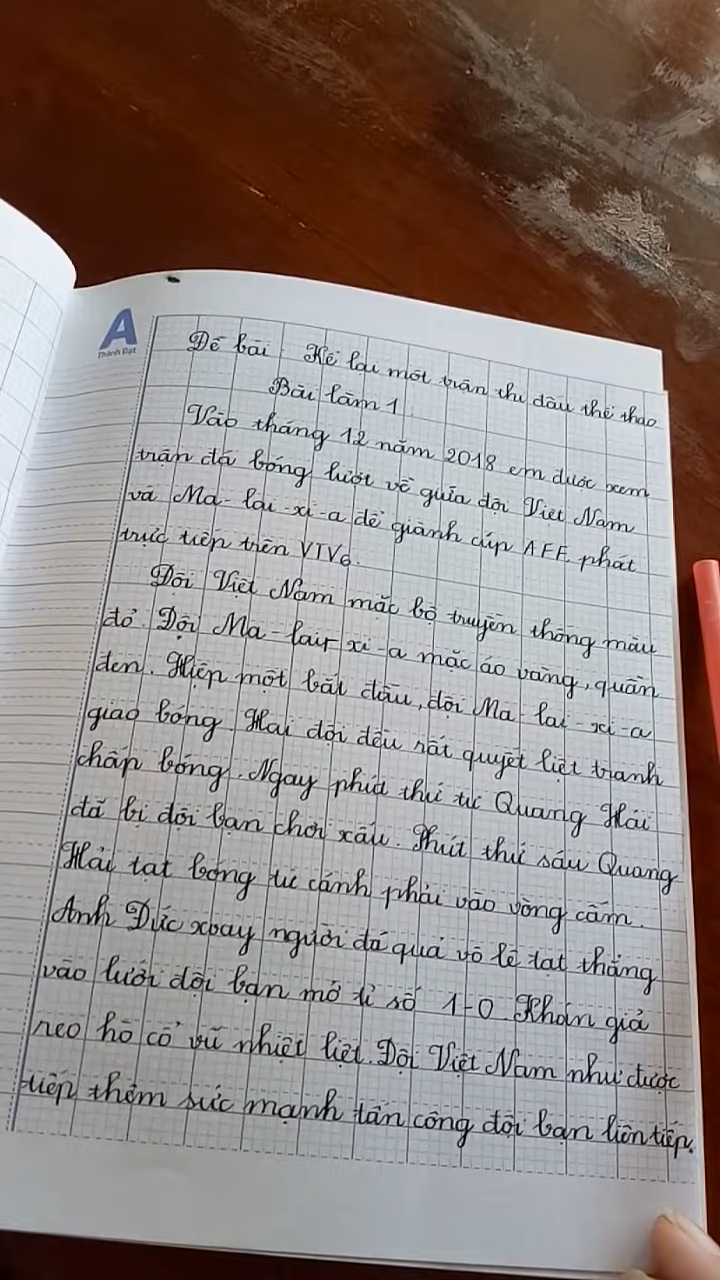 A
Thành Đạt
Đề bài: Kể lại một trận thi đấu thể thao
Bài làm 1.
Vào tháng 12 năm 2018 em được xem
trận đá bóng lượt về giữa đội Việt Nam
và Ma-lai-xi-a để giành cúp AFF phát
trực tiếp trên VTV6.
Đội Việt Nam mặc bộ truyền thống màu
đỏ. Đội Ma-lai-xi-a mặc áo vàng, quần
đen. Hiệp một bắt đầu, đội Ma-lai-xi-a
giao bóng. Hai đội đều rất quyết liệt tranh
chấp bóng. Ngay phút thứ tư Quang Hải
đã bị đội bạn chơi xấu. Phút thứ sáu Quang
Hải tạt bóng từ cánh phải vào vòng cấm.
Anh Đức xoay người đá quả vô lê tạt thẳng
vào lưới đội bạn mở tỉ số 1-0. Khán giả
reo hò cổ vũ nhiệt liệt. Đội Việt Nam như được
tiếp thêm sức mạnh tấn công đội bạn liên tiếp.